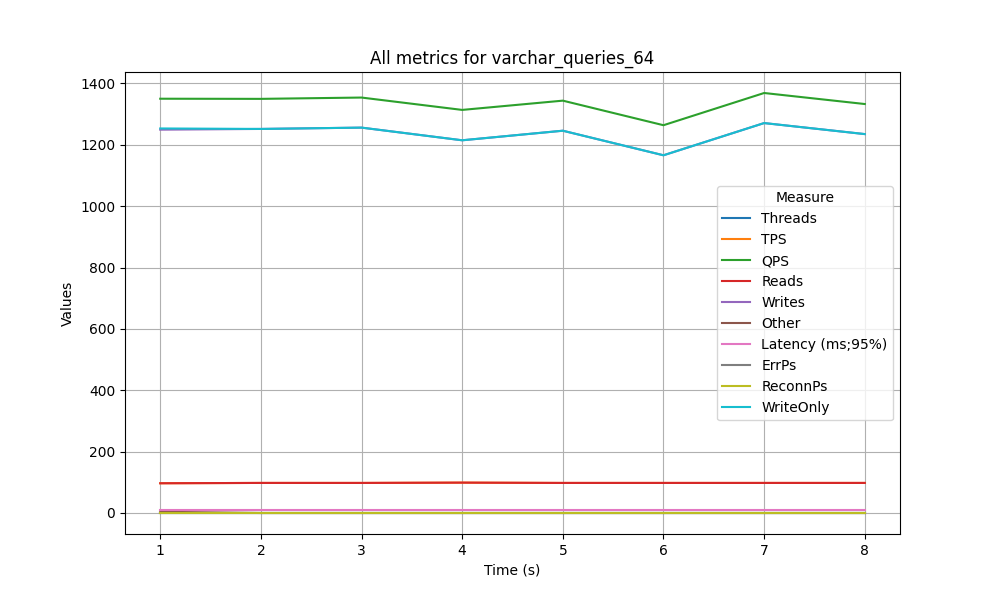 All metrics for varchar_queries_64
1400
1200
1000
800
600
400
200
0
Values
Measure
Threads
TPS
QPS
Reads
Writes
Other
Latency (ms;95%)
ErrPs
ReconnPs
WriteOnly
1 2 3 4 5 6 7 8
Time (s)